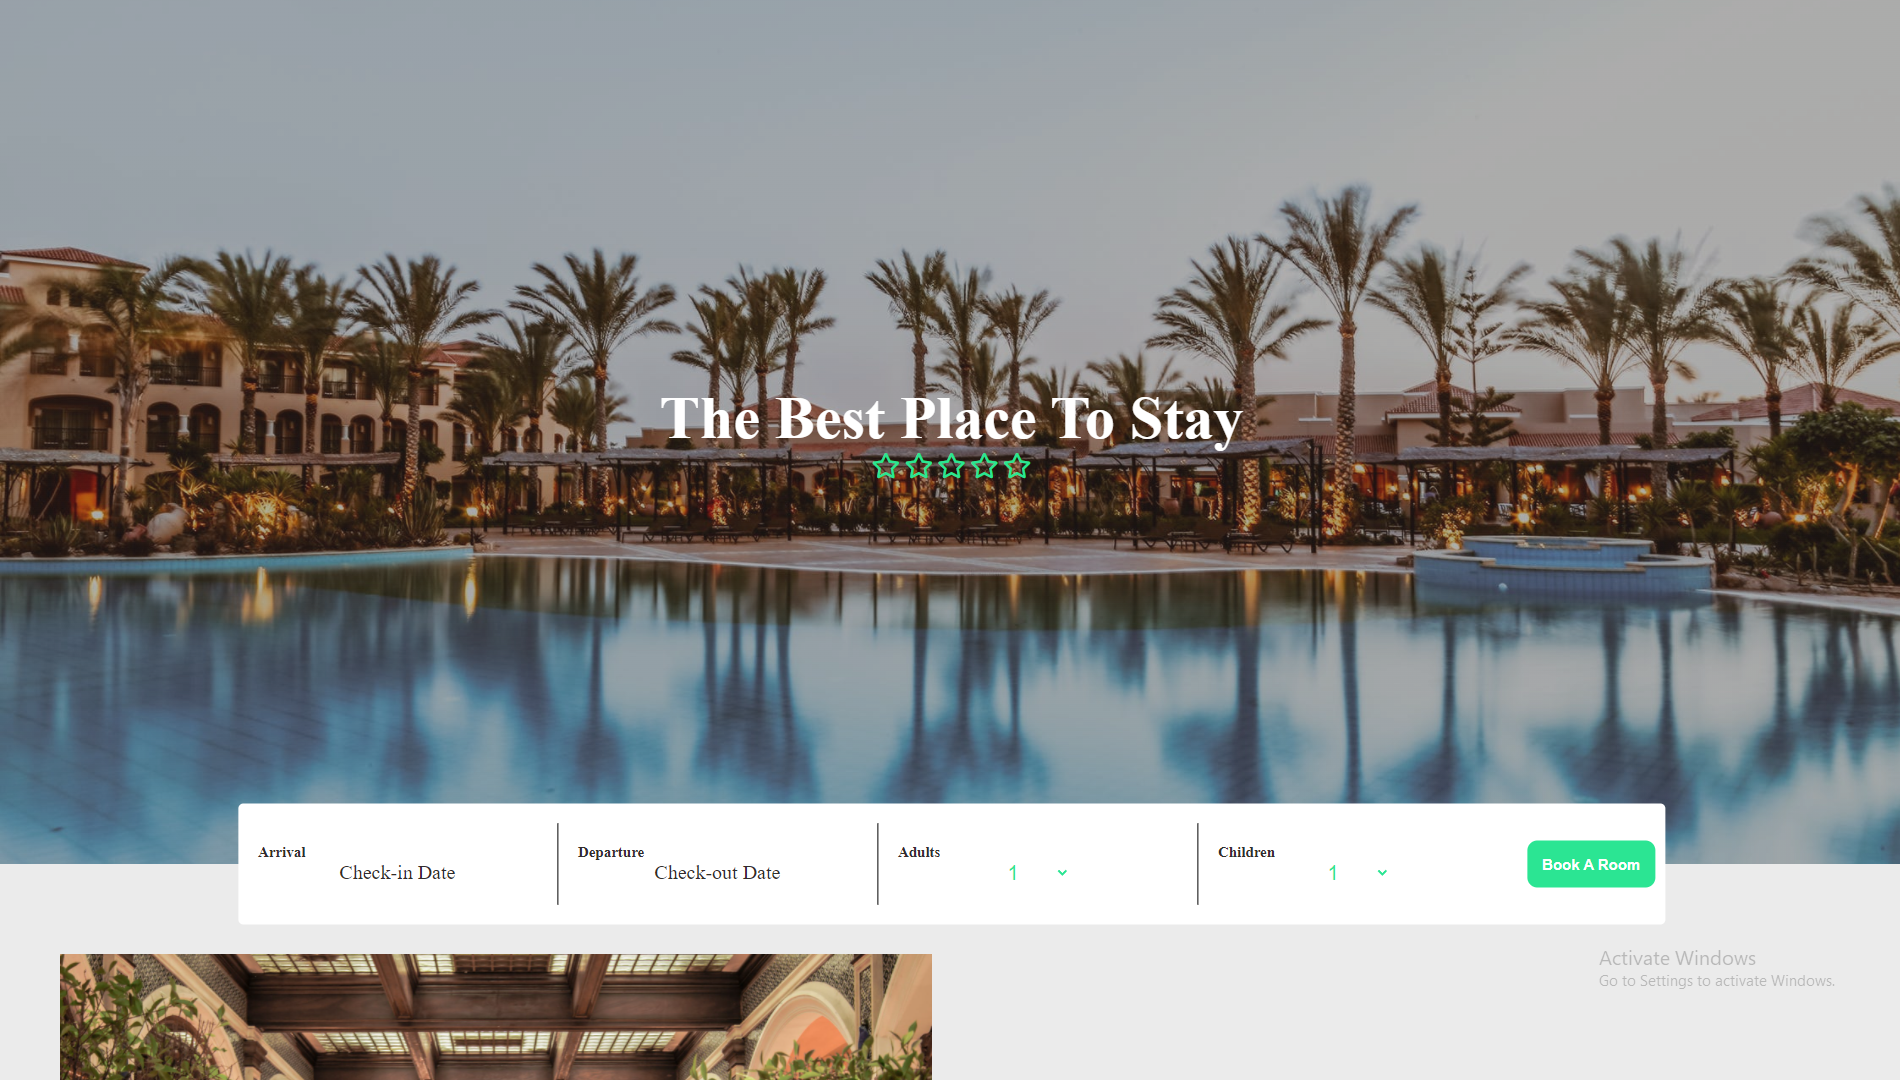 The Best Place To Stay
Arrival
Check-in Date
Departure
Check-out Date
Adults
1
Children
1
Book A Room
Activate Windows
Go to Settings to activate Windows.